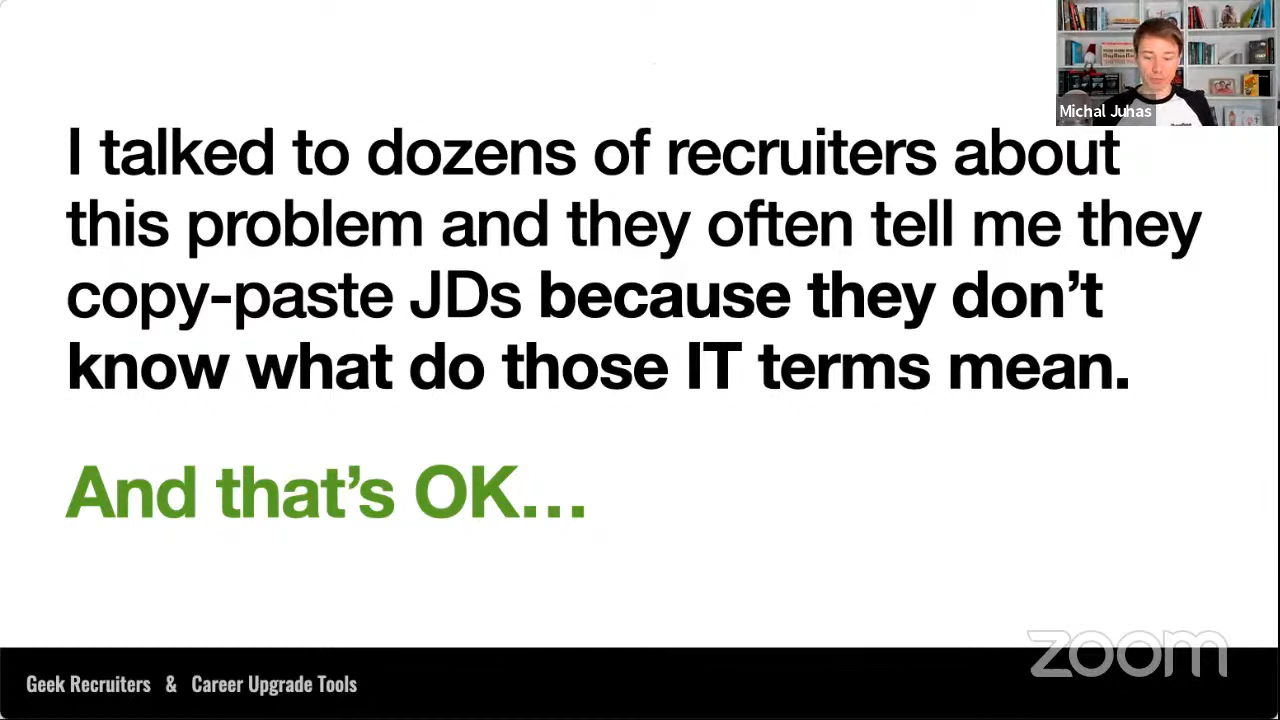 Michal Juhas
I talked to dozens of recruiters about
this problem and they often tell me they
copy-paste JDs because they don't
know what do those IT terms mean.
And that's OK...
zoom
Geek Recruiters & Career Upgrade Tools